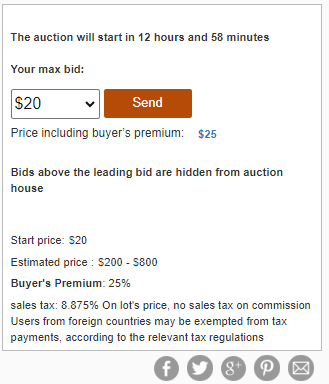 The auction will start in 12 hours and 58 minutes
Your max bid:
$20
Send
Price including buyer's premium: $25
Bids above the leading bid are hidden from auction
house
Start price: $20
Estimated price : $200 - $800
Buyer's Premium: 25%
sales tax: 8.875% On lot's price, no sales tax on commission
Users from foreign countries may be exempted from tax
payments, according to the relevant tax regulations